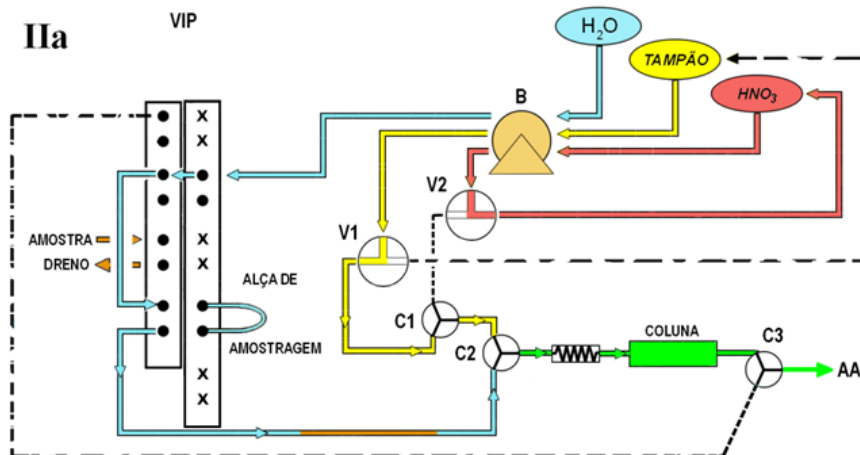 IIa
VIP
H₂O
TAMPÃO
HNO₃
B
V2
V1
AMOSTRA
DRENO
ALÇA DE
AMOSTRAGEM
C1
C2
COLUNA
C3
AA
X
X
X
X
X
X